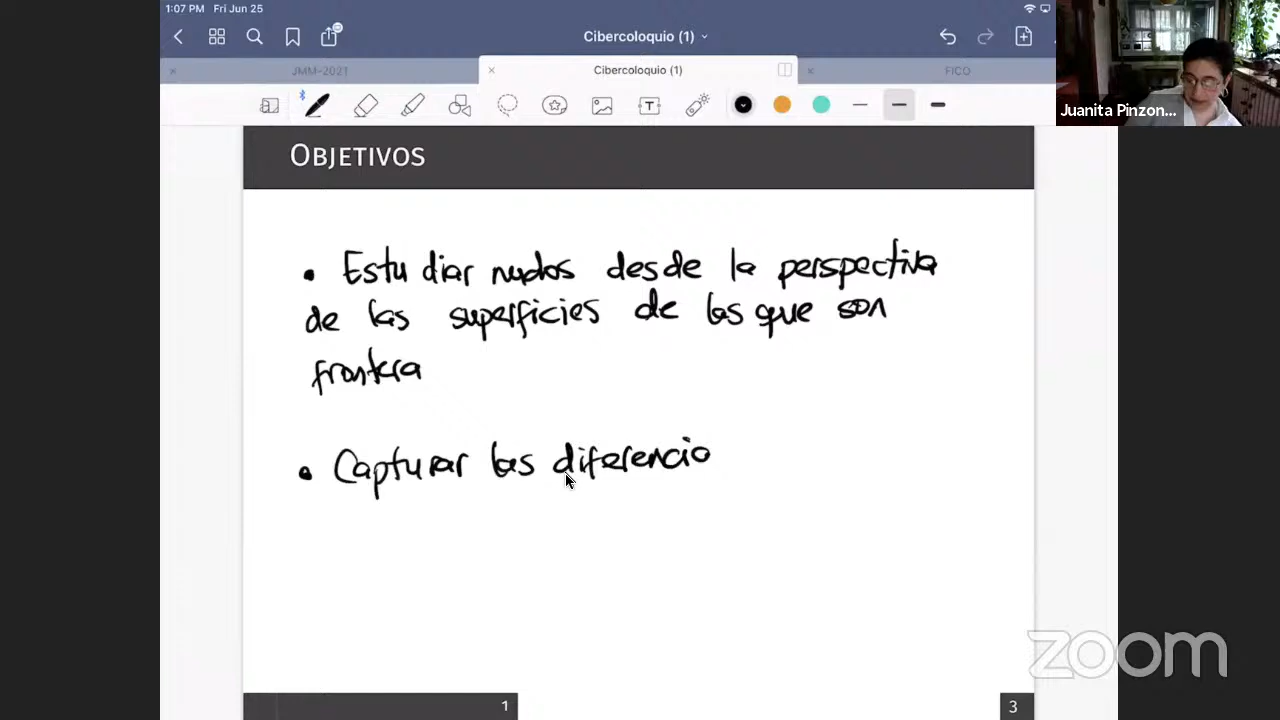 1:07 PM Fri Jun 25
Cibercoloquio (1)
JMM-2021
Cibercoloquio (1)
FICO
T
Juanita Pinzon...
OBJETIVOS
• Estudiar nudos desde la perspectiva
de las superficies de las que son
frontera
• Capturar las diferencia
zoom
1
3